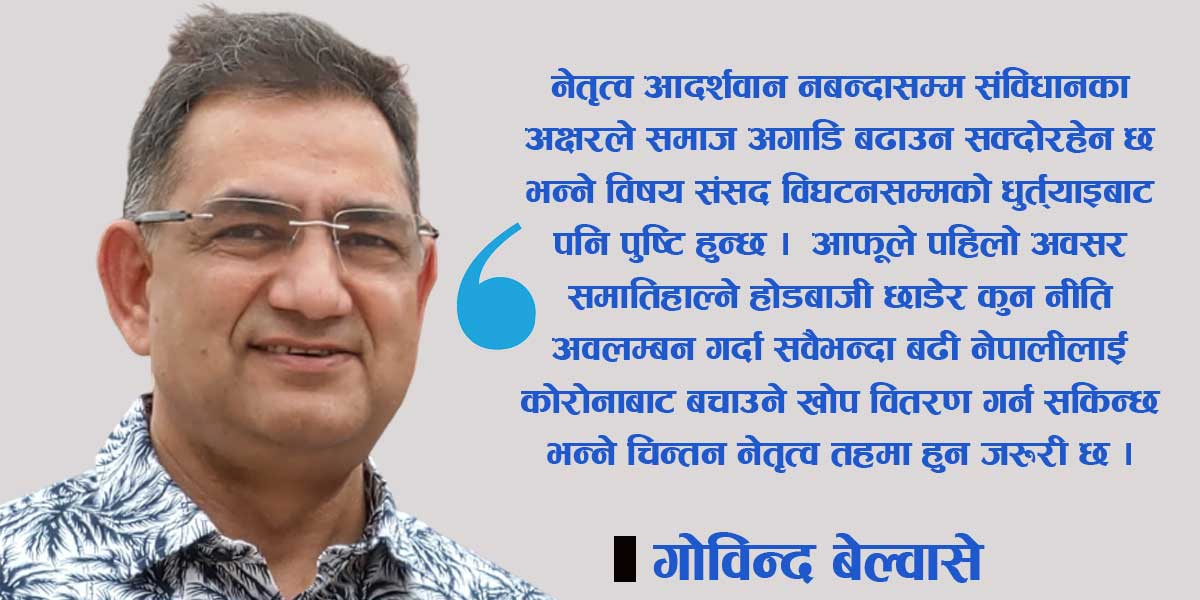 नेतृत्व आदर्शवान नबन्दासम्म संविधानका
अक्षरले समाज अगाडि बढाउन सक्दोरहेन छ
भन्ने विषय संसद विघटनसम्मको धुर्त्याइबाट
पनि पुष्टि हुन्छ । आफूले पहिलो अवसर
समातिहाल्ने होडबाजी छाडेर कुन नीति
अवलम्बन गर्दा सवैभन्दा बढी नेपालीलाई
कोरोनाबाट बचाउने खोप वितरण गर्न सकिन्छ
भन्ने चिन्तन नेतृत्व तहमा हुन जरुरी छ ।
गोविन्द बेल्वासे